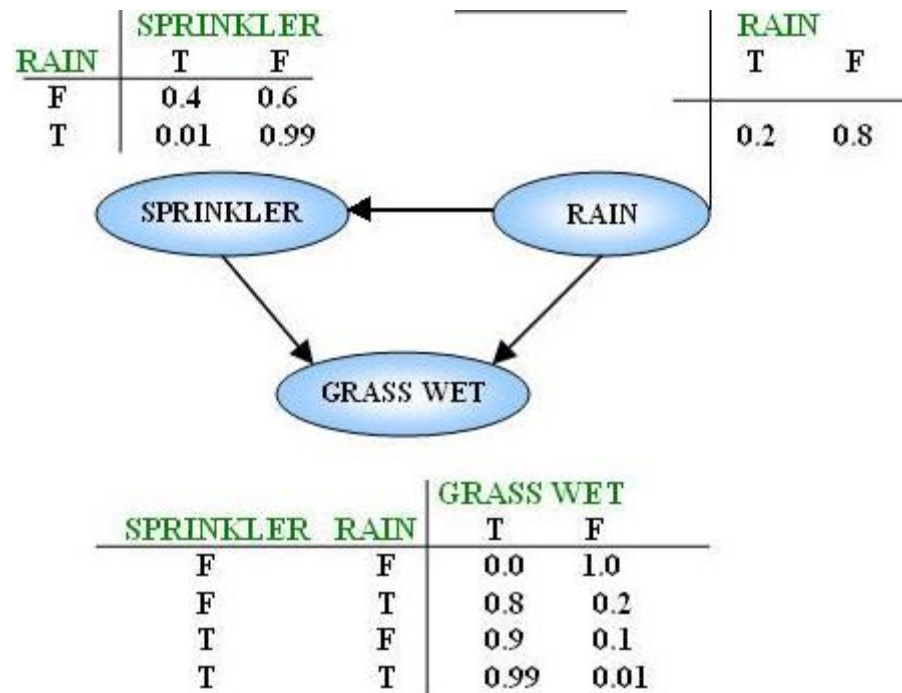 SPRINKLER
RAIN T F
F 0.4 0.6
T 0.01 0.99
RAIN
T F
0.2 0.8
SPRINKLER
RAIN
GRASS WET
GRASS WET
SPRINKLER RAIN T F
F F 0.0 1.0
F T 0.8 0.2
T F 0.9 0.1
T T 0.99 0.01